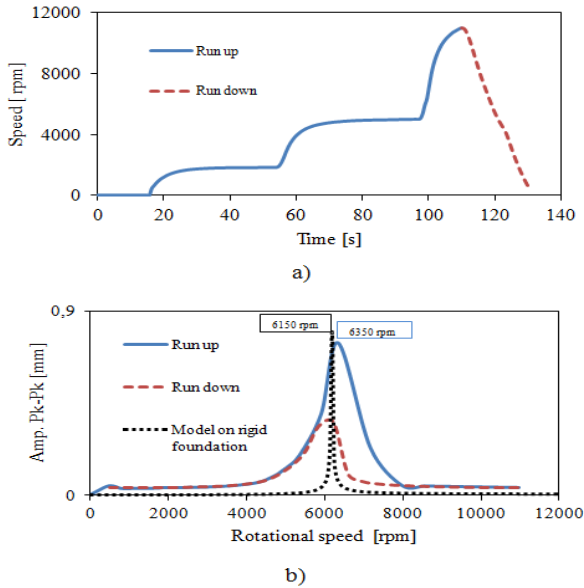 12000
8000
4000
0
Speed [ rpm]
Run up
Run down
0
20
40
60
80
100
120
140
Time [s]
a)
0,9
0
Amp. Pk-Pk [mm]
6150 rpm
6350 rpm
Run up
Run down
Model on rigid
foundation
0
2000
4000
6000
8000
10000
12000
Rotational speed [rpm]
b)